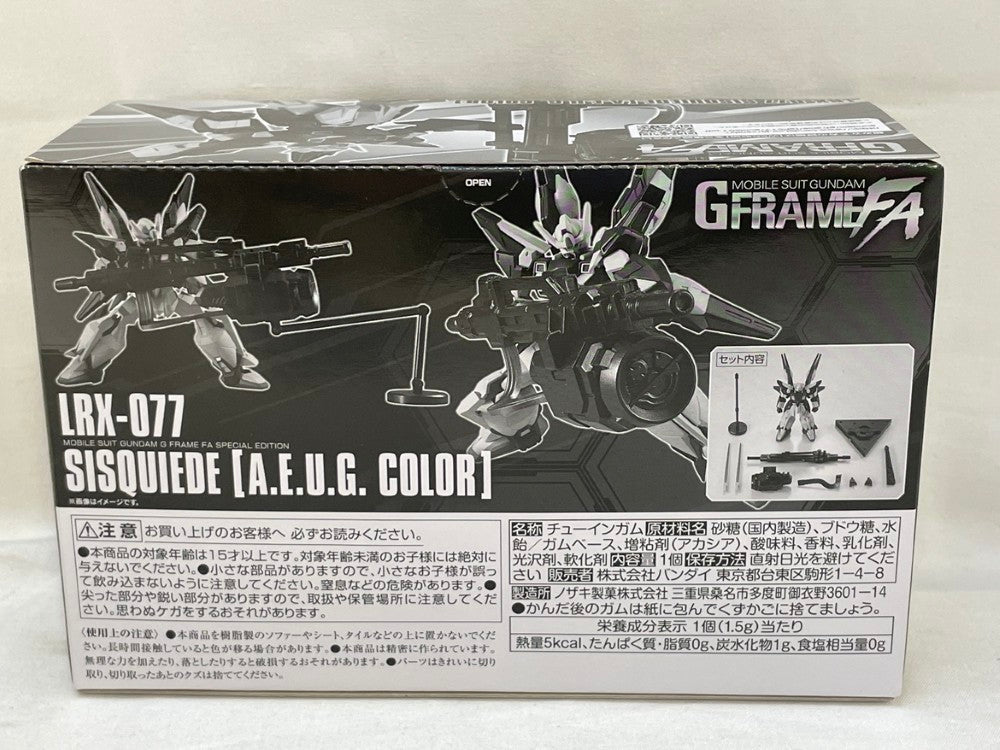 GFRAMEFA
OPEN
MOBILE SUIT GUNDAM
GFRAMEFA
セット内容
LRX-077
MOBILE SUIT GUNDAM G FRAME FA SPECIAL EDITION
SISQUIEDE [A.E.U.G. COLOR]
※画像はイメージです。
⚠注意 お買い上げのお客様へ 必ずお読みください。
●本商品の対象年齢は15才以上です。対象年齢未満のお子様には絶対に
与えないでください。●小さな部品がありますので、小さなお子様が誤っ
て飲み込まないように注意してください。窒息などの危険があります。●
尖った部分や鋭い部分がありますので、取扱や保管場所に注意してくだ
さい。思わぬケガをするおそれがあります。
〈使用上の注意〉 ●本商品を樹脂製のソファーやシート、タイルなどの上に置かないでくだ
さい。長時間接触していると色が移る場合があります。●本商品は精密に作られています。
無理な力を加えたり、落としたりすると破損するおそれがあります。●パーツはきれいに切り
取り、切り取ったあとのクズは捨ててください。
名称 チューインガム 原材料名 砂糖(国内製造)、ブドウ糖、水
飴/ガムベース、増粘剤(アカシア)、酸味料、香料、乳化剤、
光沢剤、軟化剤 内容量 1個 保存方法 直射日光を避けてくだ
さい 販売者 株式会社バンダイ 東京都台東区駒形1-4-8
製造所 ノザキ製菓株式会社 三重県桑名市多度町御衣野3601-14
●かんだ後のガムは紙に包んでくずかごに捨てましょう。
栄養成分表示 1個(1.5g)当たり
熱量5kcal、たんぱく質・脂質0g、炭水化物1g、食塩相当量0g